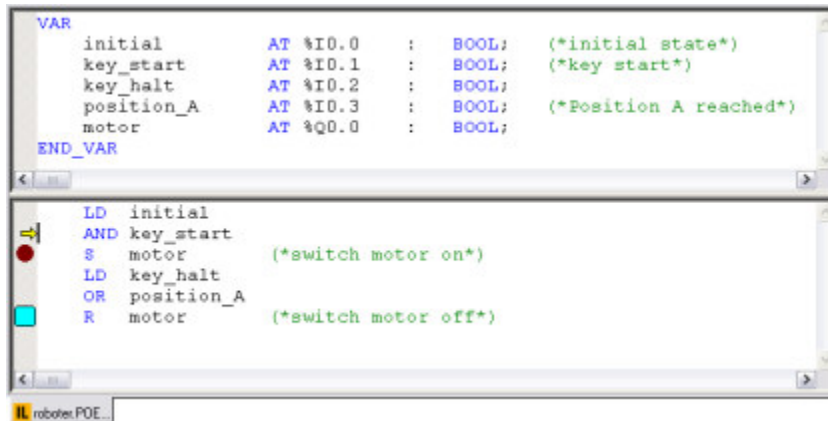 VAR
initial AT %I0.0 : BOOL; (*initial state*)
key_start AT %I0.1 : BOOL; (*key start*)
key_halt AT %I0.2 : BOOL;
position_A AT %I0.3 : BOOL; (*Position A reached*)
motor AT %Q0.0 : BOOL;
END_VAR
LD initial
AND key_start
S motor (*switch motor on*)
LD key_halt
OR position_A
R motor (*switch motor off*)
IL roboter.POE...